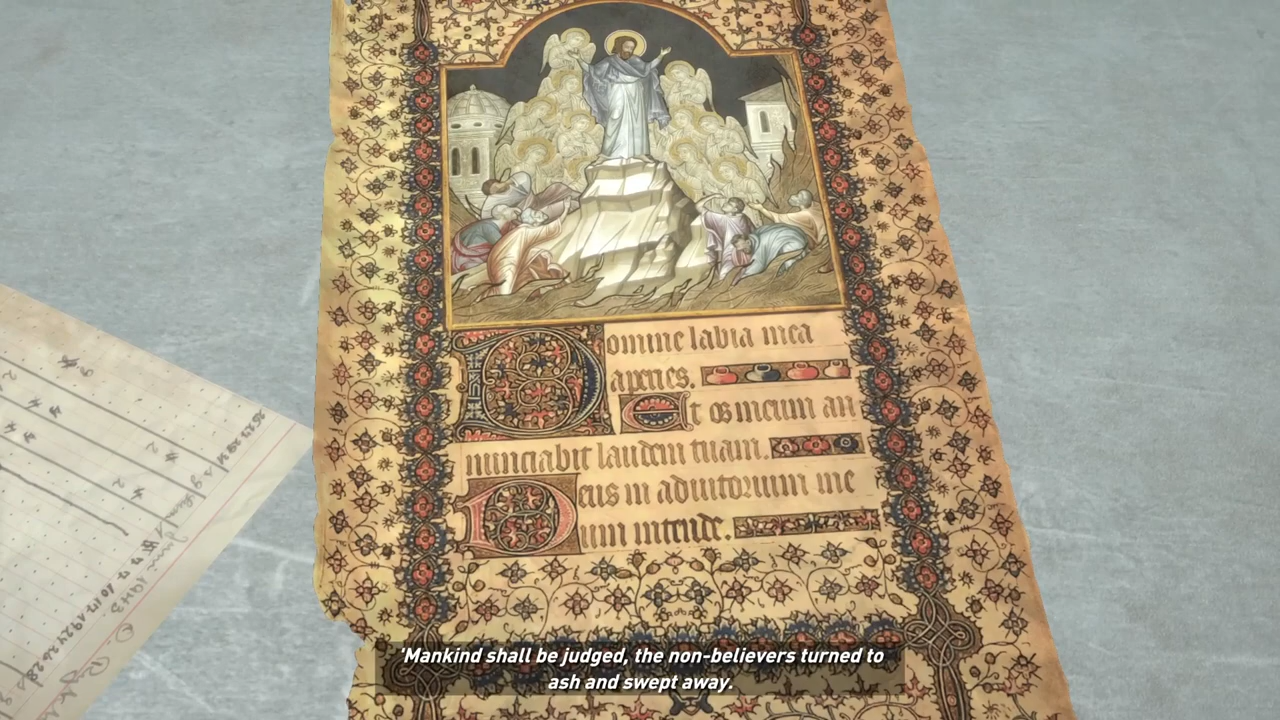 Domine labia mea
aperies.
Et os meum an
nunciabit laudem tuam.
Deus in adiutorium me
um intende.
'Mankind shall be judged, the non-believers turned to
ash and swept away.